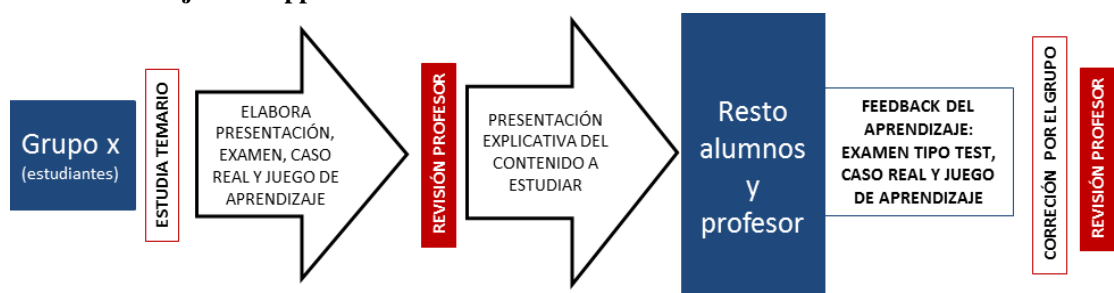 Grupo x
(estudiantes)
ESTUDIA TEMARIO
ELABORA
PRESENTACIÓN,
EXAMEN, CASO
REAL Y JUEGO DE
APRENDIZAJE
REVISIÓN PROFESOR
PRESENTACIÓN
EXPLICATIVA DEL
CONTENIDO A
ESTUDIAR
Resto
alumnos
y
profesor
FEEDBACK DEL
APRENDIZAJE:
EXAMEN TIPO TEST,
CASO REAL Y JUEGO
DE APRENDIZAJE
CORRECIÓN POR EL GRUPO
REVISIÓN PROFESOR